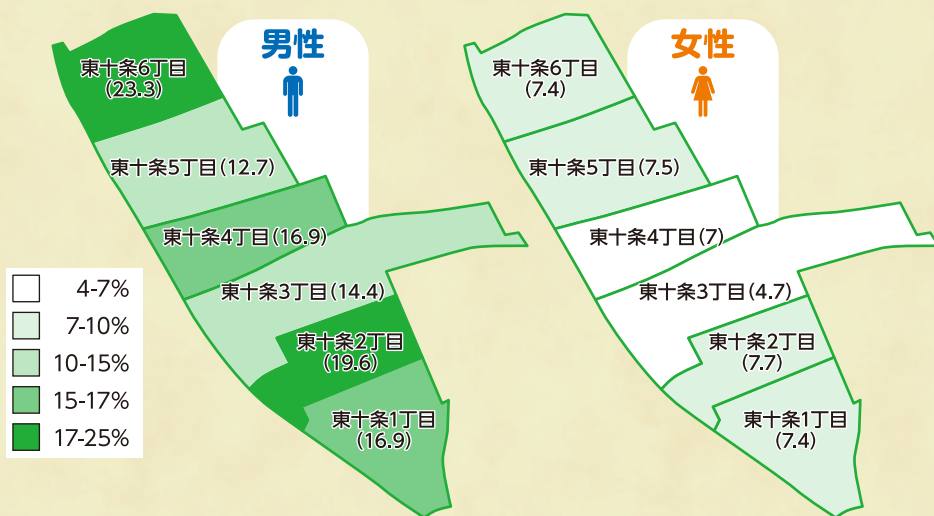 男性
東十条6丁目
(23.3)
東十条5丁目(12.7)
東十条4丁目(16.9)
東十条3丁目(14.4)
東十条2丁目
(19.6)
東十条1丁目
(16.9)
女性
東十条6丁目
(7.4)
東十条5丁目(7.5)
東十条4丁目(7)
東十条3丁目(4.7)
東十条2丁目
(7.7)
東十条1丁目
(7.4)
4-7%
7-10%
10-15%
15-17%
17-25%